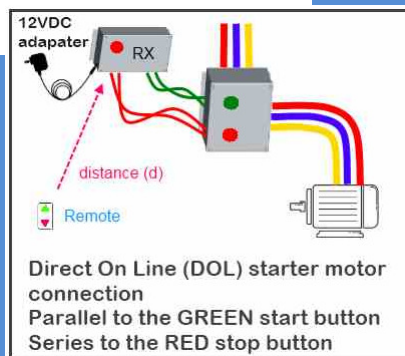 12VDC
adapater
RX
distance (d)
Remote
Direct On Line (DOL) starter motor
connection
Parallel to the GREEN start button
Series to the RED stop button